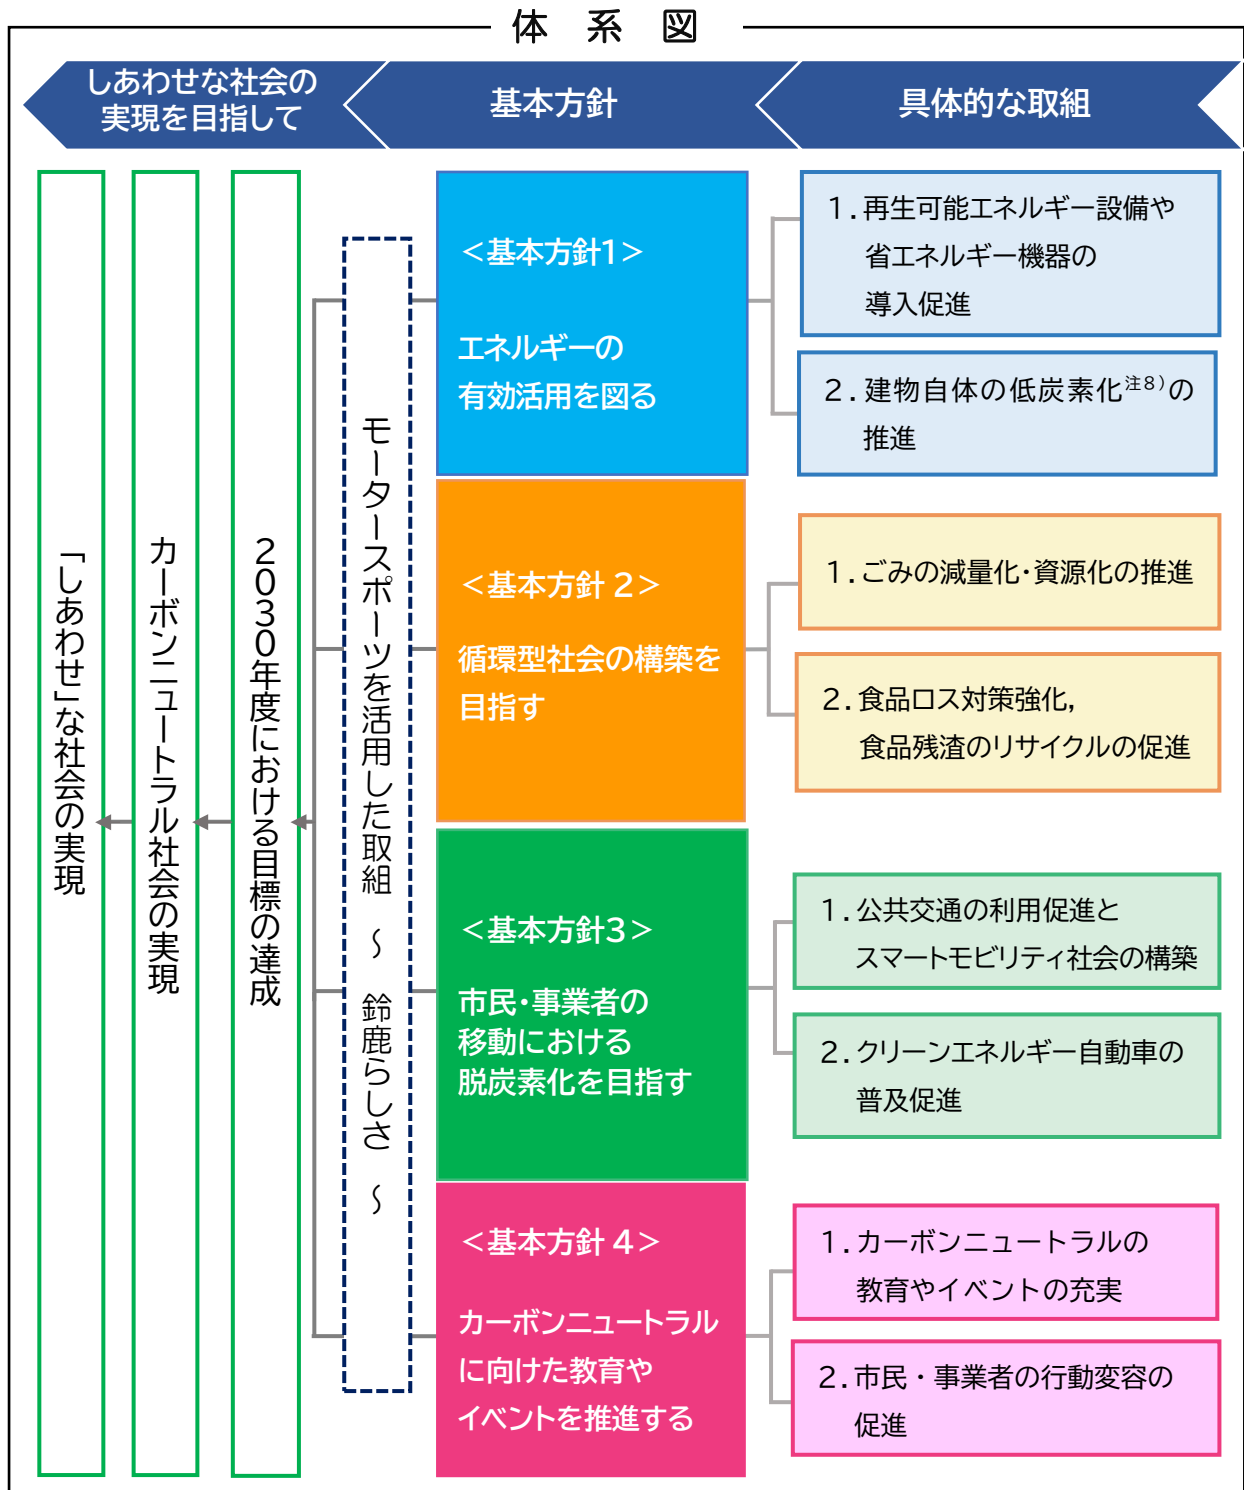 体系図
しあわせな社会の
実現を目指して
基本方針
具体的な取組
「しあわせ」な社会の実現
カーボンニュートラル社会の実現
2030年度における目標の達成
モータースポーツを活用した取組 ～ 鈴鹿らしさ ～
＜基本方針1＞
エネルギーの
有効活用を図る
1.再生可能エネルギー設備や
省エネルギー機器の
導入促進
2.建物自体の低炭素化注8)の
推進
＜基本方針 2＞
循環型社会の構築を
目指す
1.ごみの減量化・資源化の推進
2.食品ロス対策強化,
食品残渣のリサイクルの促進
＜基本方針3＞
市民・事業者の
移動における
脱炭素化を目指す
1.公共交通の利用促進と
スマートモビリティ社会の構築
2.クリーンエネルギー自動車の
普及促進
＜基本方針 4＞
カーボンニュートラル
に向けた教育や
イベントを推進する
1.カーボンニュートラルの
教育やイベントの充実
2.市民・事業者の行動変容の
促進